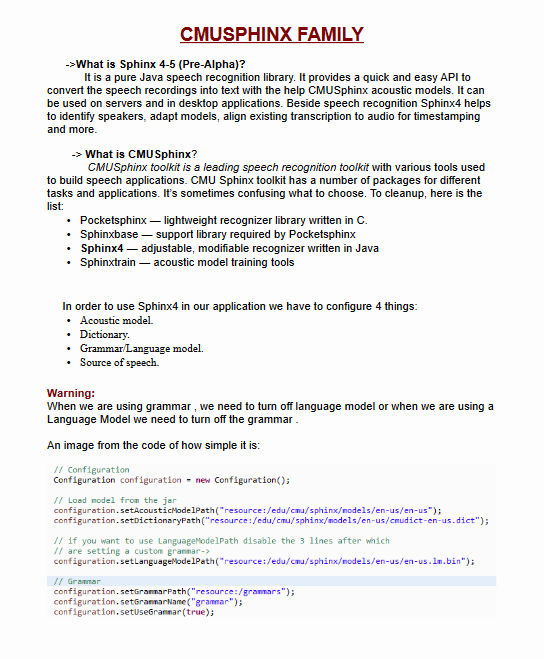 CMUSPHINX FAMILY
->What is Sphinx 4-5 (Pre-Alpha)?
It is a pure Java speech recognition library. It provides a quick and easy API to
convert the speech recordings into text with the help CMUSphinx acoustic models. It can
be used on servers and in desktop applications. Beside speech recognition Sphinx4 helps
to identify speakers, adapt models, align existing transcription to audio for timestamping
and more.
-> What is CMUSphinx?
CMUSphinx toolkit is a leading speech recognition toolkit with various tools used
to build speech applications. CMU Sphinx toolkit has a number of packages for different
tasks and applications. It's sometimes confusing what to choose. To cleanup, here is the
list:
• Pocketsphinx — lightweight recognizer library written in C.
• Sphinxbase — support library required by Pocketsphinx
• Sphinx4 — adjustable, modifiable recognizer written in Java
• Sphinxtrain — acoustic model training tools
In order to use Sphinx4 in our application we have to configure 4 things:
• Acoustic model.
• Dictionary.
• Grammar/Language model.
• Source of speech.
Warning:
When we are using grammar , we need to turn off language model or when we are using a
Language Model we need to turn off the grammar .
An image from the code of how simple it is:
// Configuration
Configuration configuration = new Configuration();
// Load model from the jar
configuration.setAcousticModelPath("resource:/edu/cmu/sphinx/models/en-us/en-us");
configuration.setDictionaryPath("resource:/edu/cmu/sphinx/models/en-us/cmudict-en-us.dict");
// if you want to use LanguageModelPath disable the 3 lines after which
// are setting a custom grammar->
configuration.setLanguageModelPath("resource:/edu/cmu/sphinx/models/en-us/en-us.lm.bin");
// Grammar
configuration.setGrammarPath("resource:/grammars");
configuration.setGrammarName("grammar");
configuration.setUseGrammar(true);